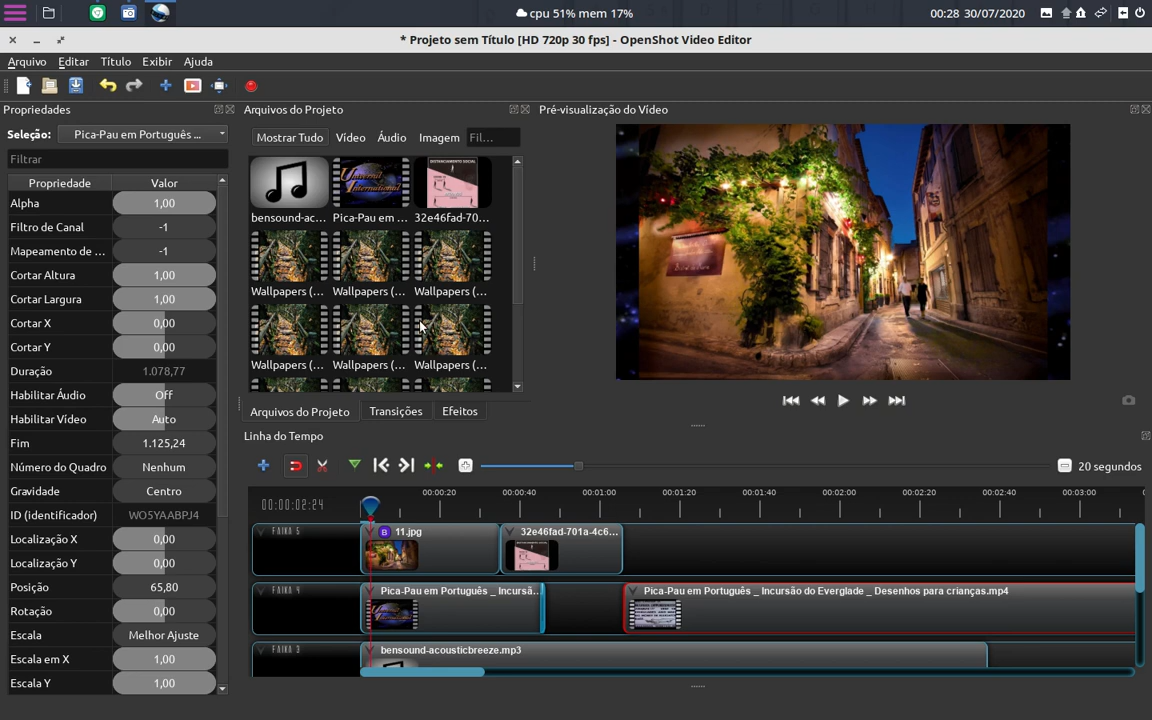 cpu 51% mem 17%
00:28 30/07/2020
* Projeto sem Título [HD 720p 30 fps] - OpenShot Video Editor
Arquivo Editar Título Exibir Ajuda
Propriedades
Seleção: Pica-Pau em Português ...
Filtrar
Propriedade Valor
Alpha 1,00
Filtro de Canal -1
Mapeamento de ... -1
Cortar Altura 1,00
Cortar Largura 1,00
Cortar X 0,00
Cortar Y 0,00
Duração 1.078,77
Habilitar Áudio Off
Habilitar Vídeo Auto
Fim 1.125,24
Número do Quadro Nenhum
Gravidade Centro
ID (identificador) WO5YAABPJ4
Localização X 0,00
Localização Y 0,00
Posição 65,80
Rotação 0,00
Escala Melhor Ajuste
Escala em X 1,00
Escala Y 1,00
Arquivos do Projeto
Mostrar Tudo Vídeo Áudio Imagem Fil...
Universal International
DISTANCIAMENTO SOCIAL
bensound-ac... Pica-Pau em ... 32e46fad-70...
Wallpapers (... Wallpapers (... Wallpapers (...
Wallpapers (... Wallpapers (... Wallpapers (...
Arquivos do Projeto Transições Efeitos
Pré-visualização do Vídeo
Linha do Tempo
20 segundos
00:00:02:24
00:00:20 00:00:40 00:01:00 00:01:20 00:01:40 00:02:00 00:02:20 00:02:40 00:03:00
FAIXA 5
B 11.jpg
32e46fad-701a-4c6...
FAIXA 4
Pica-Pau em Português _ Incursã...
Pica-Pau em Português _ Incursão do Everglade _ Desenhos para crianças.mp4
FAIXA 3
bensound-acousticbreeze.mp3